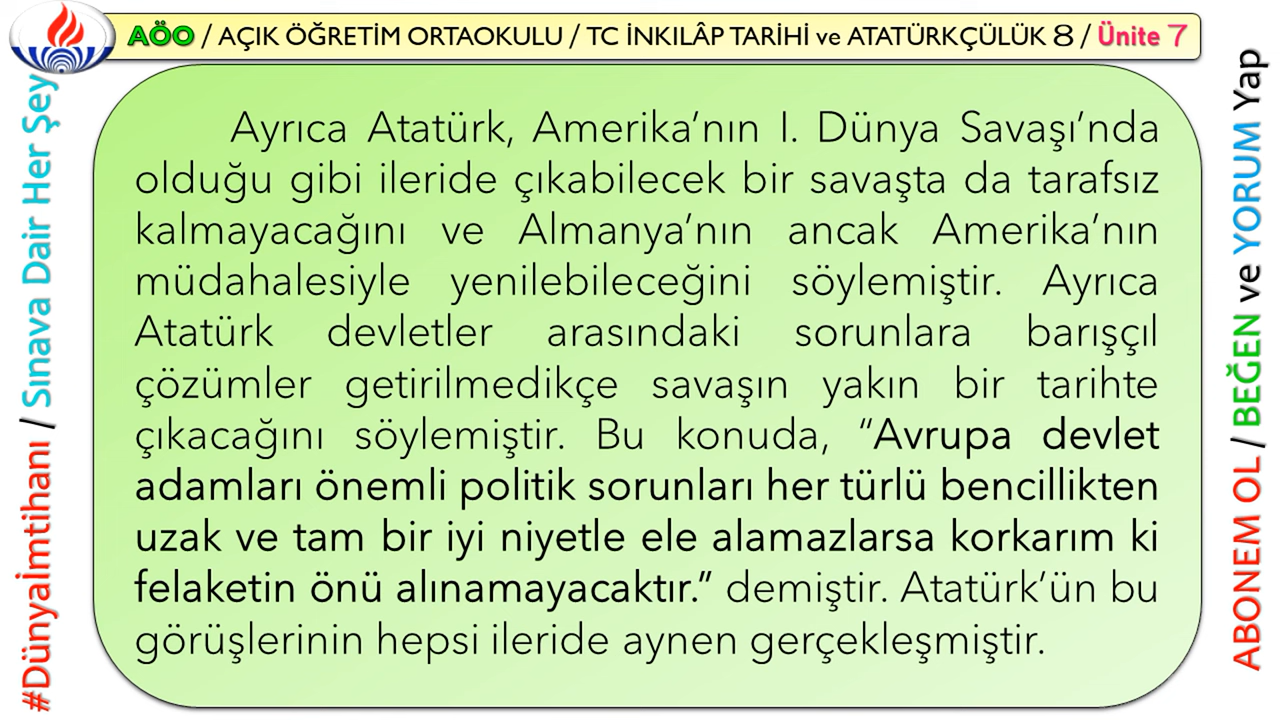 AÖO / AÇIK ÖĞRETİM ORTAOKULU / TC İNKILÂP TARİHİ ve ATATÜRKÇÜLÜK 8 / Ünite 7
#Dünyaİmtihanı / Sınava Dair Her Şey
Ayrıca Atatürk, Amerika’nın I. Dünya Savaşı’nda
olduğu gibi ileride çıkabilecek bir savaşta da tarafsız
kalmayacağını ve Almanya’nın ancak Amerika’nın
müdahalesiyle yenilebileceğini söylemiştir. Ayrıca
Atatürk devletler arasındaki sorunlara barışçıl
çözümler getirilmedikçe savaşın yakın bir tarihte
çıkacağını söylemiştir. Bu konuda, “Avrupa devlet
adamları önemli politik sorunları her türlü bencillikten
uzak ve tam bir iyi niyetle ele alamazlarsa korkarım ki
felaketin önü alınamayacaktır.” demiştir. Atatürk’ün bu
görüşlerinin hepsi ileride aynen gerçekleşmiştir.
ABONEM OL / BEĞEN ve YORUM Yap